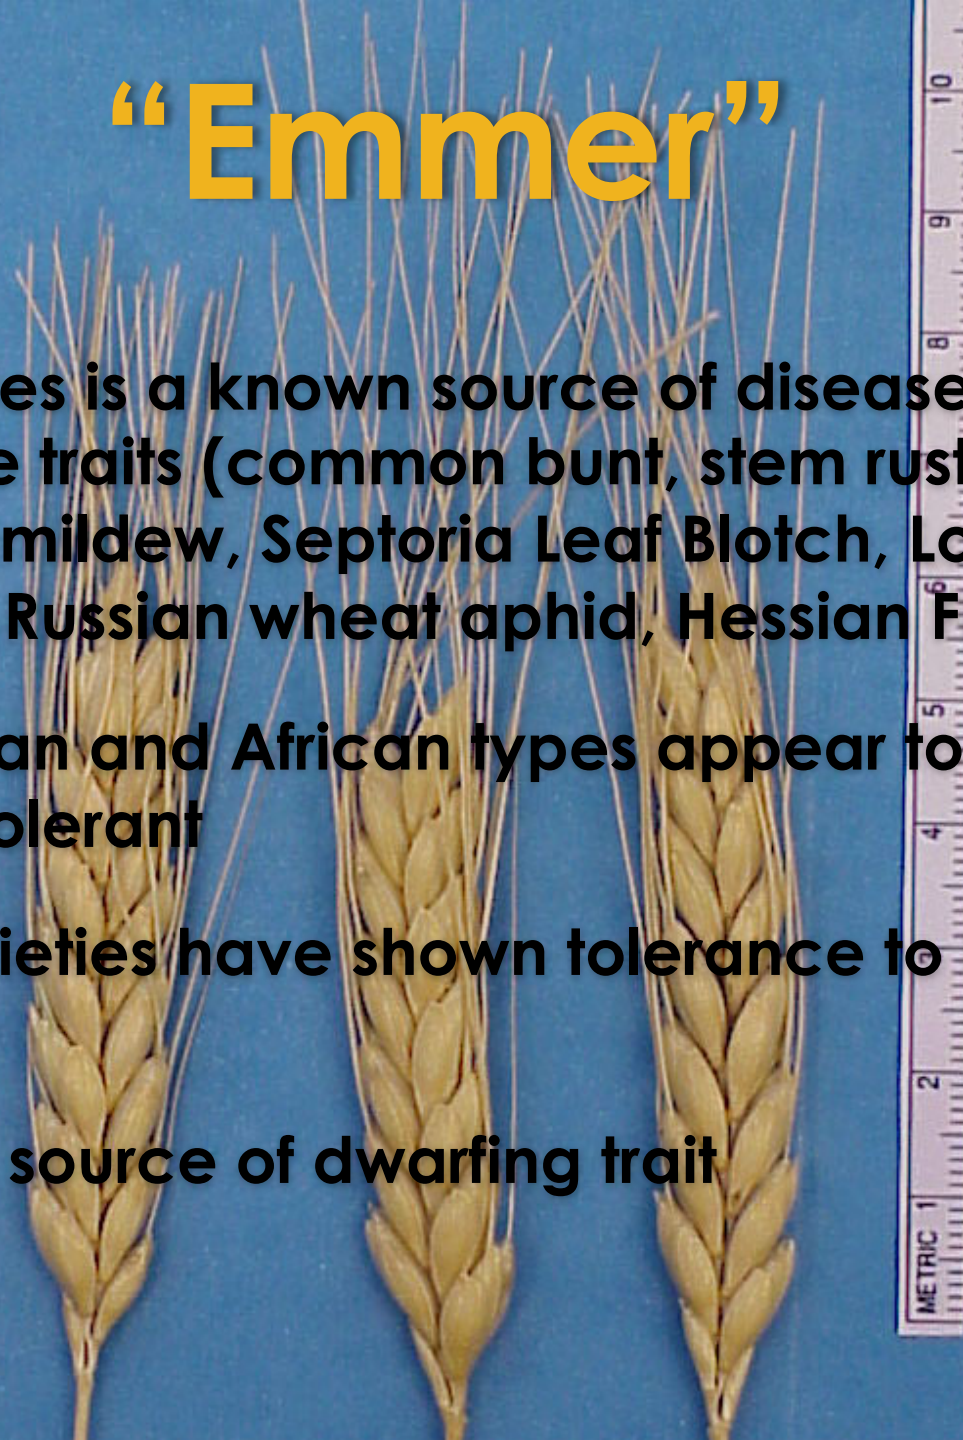 “Emmer”
es is a known source of disease
e traits (common bunt, stem rust
mildew, Septoria Leaf Blotch, Lo
Russian wheat aphid, Hessian F
an and African types appear to
olerant
ieties have shown tolerance to
source of dwarfing trait
10
9
8
6
5
4
3
2
METRIC 1